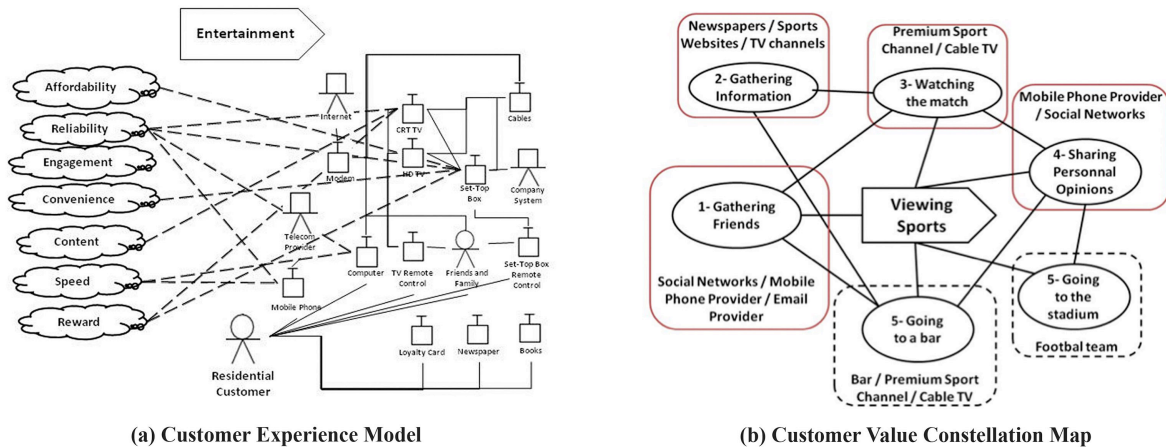 Entertainment
Affordability
Reliability
Engagement
Convenience
Content
Speed
Reward
Internet
CRT TV
Cables
Modem
HD TV
Set-Top
Box
Company
System
Telecom
Provider
Computer
TV Remote
Control
Friends and
Family
Set-Top Box
Remote
Control
Mobile Phone
Residential
Customer
Loyalty Card
Newspaper
Books
(a) Customer Experience Model
Newspapers / Sports
Websites / TV channels
2- Gathering
Information
Premium Sport
Channel / Cable TV
3- Watching
the match
Mobile Phone Provider
/ Social Networks
4- Sharing
Personnal
Opinions
1- Gathering
Friends
Social Networks / Mobile
Phone Provider / Email
Provider
Viewing
Sports
5- Going
to a bar
Bar / Premium Sport
Channel / Cable TV
5- Going
to the
stadium
Footbal team
(b) Customer Value Constellation Map